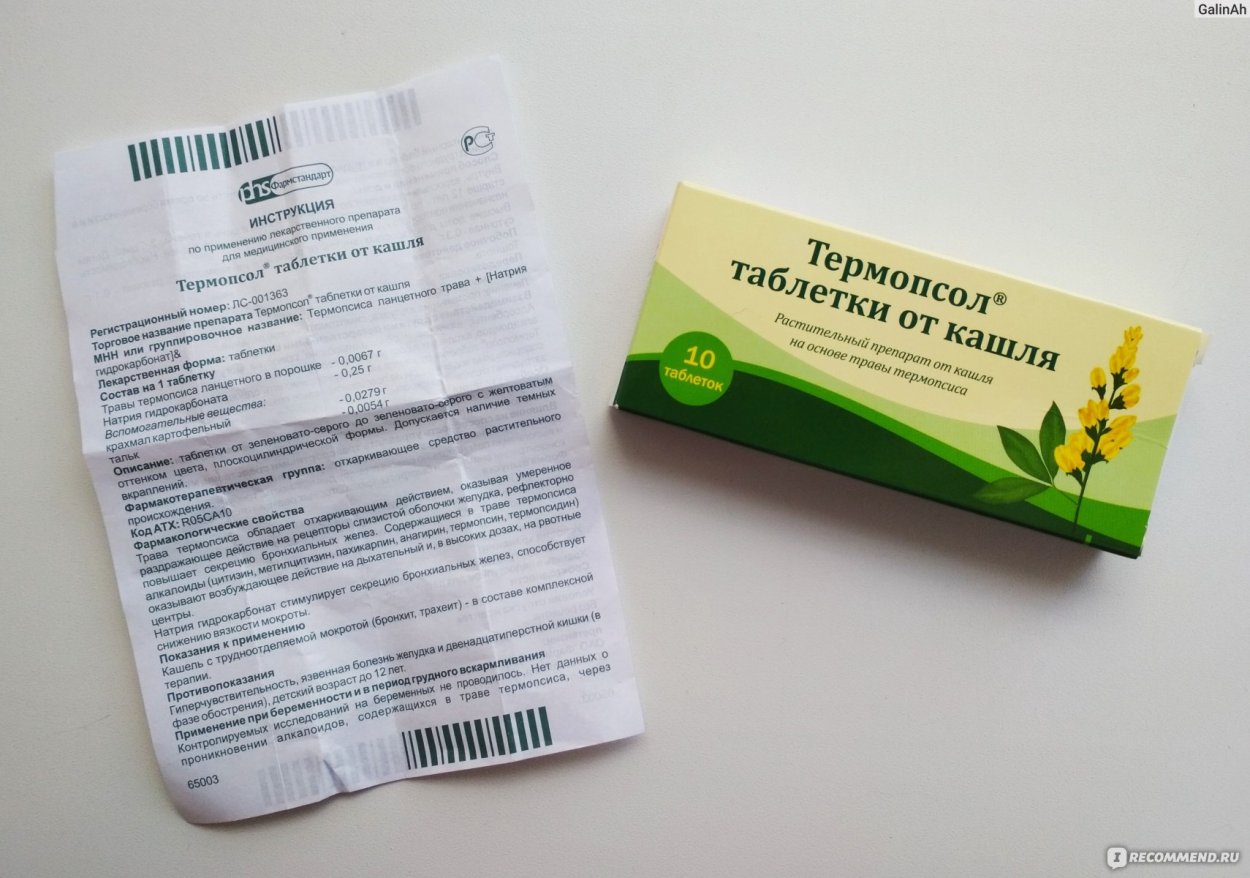 GalinAh
РСТ
phs Фармстандарт
ИНСТРУКЦИЯ
по применению лекарственного препарата
для медицинского применения
Термопсол® таблетки от кашля
Регистрационный номер: ЛС-001363
Торговое название препарата Термопсол® таблетки от кашля
МНН или группировочное название: Термопсиса ланцетного трава + [Натрия
гидрокарбонат]&
Лекарственная форма: таблетки
Состав на 1 таблетку
Травы термопсиса ланцетного в порошке - 0,0067 г
Натрия гидрокарбоната - 0,25 г
Вспомогательные вещества:
крахмал картофельный -0,0279 г
тальк -0,0054 г
Описание: таблетки от зеленовато-серого до зеленовато-серого с желтоватым
оттенком цвета, плоскоцилиндрической формы. Допускается наличие темных
вкраплений.
Фармакотерапевтическая группа: отхаркивающее средство растительного
происхождения.
Код АТХ: R05CA10
Фармакологические свойства
Трава термопсиса обладает отхаркивающим действием, оказывая умеренное
раздражающее действие на рецепторы слизистой оболочки желудка, рефлекторно
повышает секрецию бронхиальных желез. Содержащиеся в траве термопсиса
алкалоиды (цитизин, метилцитизин, пахикарпин, анагирин, термопсин, термопсидин)
оказывают возбуждающее действие на дыхательный и, в высоких дозах, на рвотные
центры.
Натрия гидрокарбонат стимулирует секрецию бронхиальных желез, способствует
снижению вязкости мокроты.
Показания к применению
Кашель с трудноотделяемой мокротой (бронхит, трахеит) - в составе комплексной
терапии.
Противопоказания
Гиперчувствительность, язвенная болезнь желудка и двенадцатиперстной кишки (в
фазе обострения), детский возраст до 12 лет.
Применение при беременности и в период грудного вскармливания
Контролируемых исследований на беременных не проводилось. Нет данных о
проникновении алкалоидов, содержащихся в траве термопсиса, через
65003
Термопсол®
таблетки от кашля
Растительный препарат от кашля
на основе травы термопсиса
10
таблеток
IRECOMMEND.RU